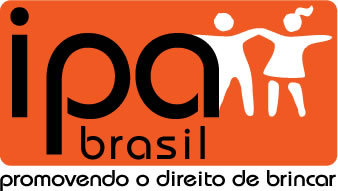 ipa
brasil
promovendo o direito de brincar